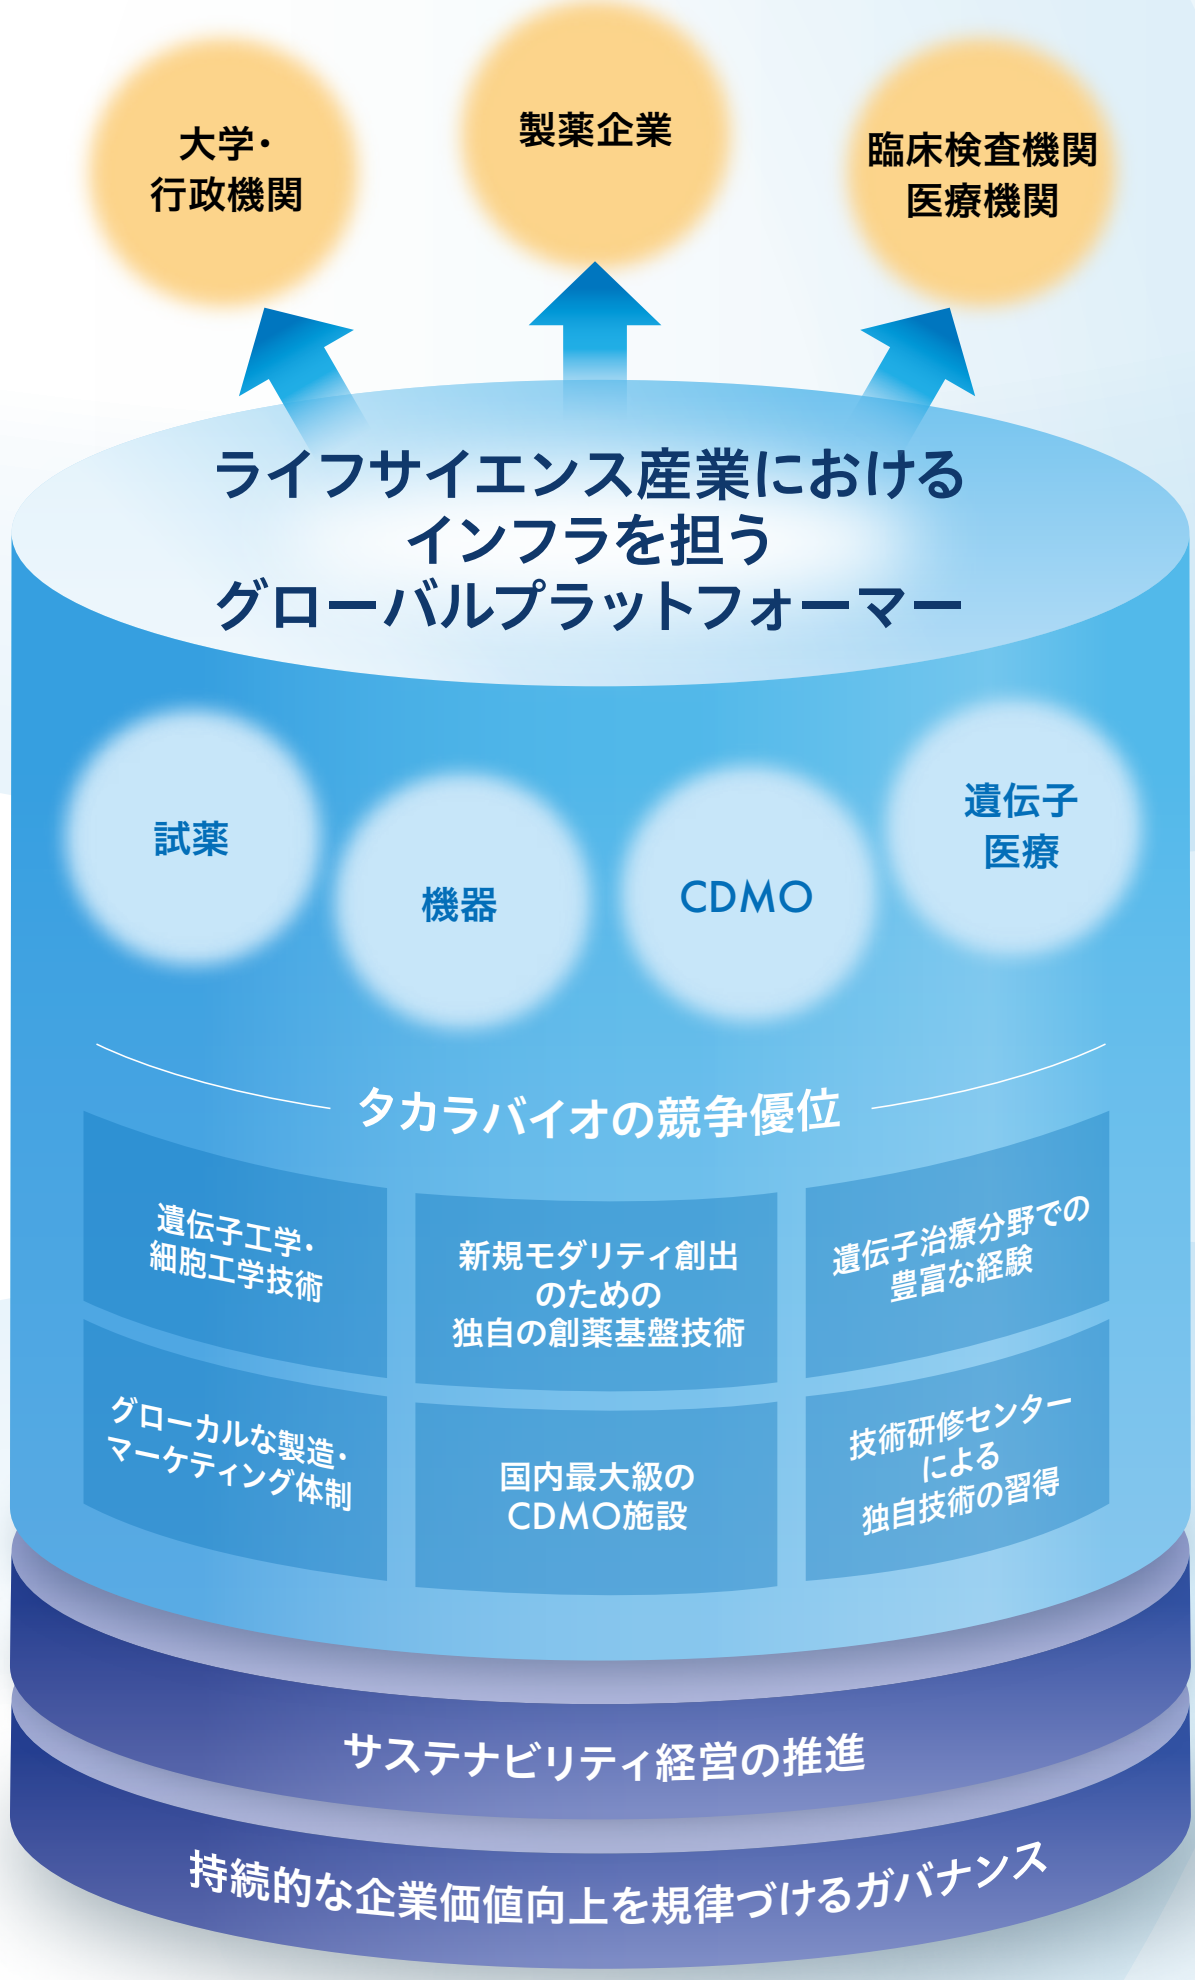 大学・
行政機関
製薬企業
臨床検査機関
医療機関
ライフサイエンス産業における
インフラを担う
グローバルプラットフォーマー
試薬
機器
CDMO
遺伝子
医療
タカラバイオの競争優位
遺伝子工学・
細胞工学技術
新規モダリティ創出
のための
独自の創薬基盤技術
遺伝子治療分野での
豊富な経験
グローカルな製造・
マーケティング体制
国内最大級の
CDMO施設
技術研修センター
による
独自技術の習得
サステナビリティ経営の推進
持続的な企業価値向上を規律づけるガバナンス